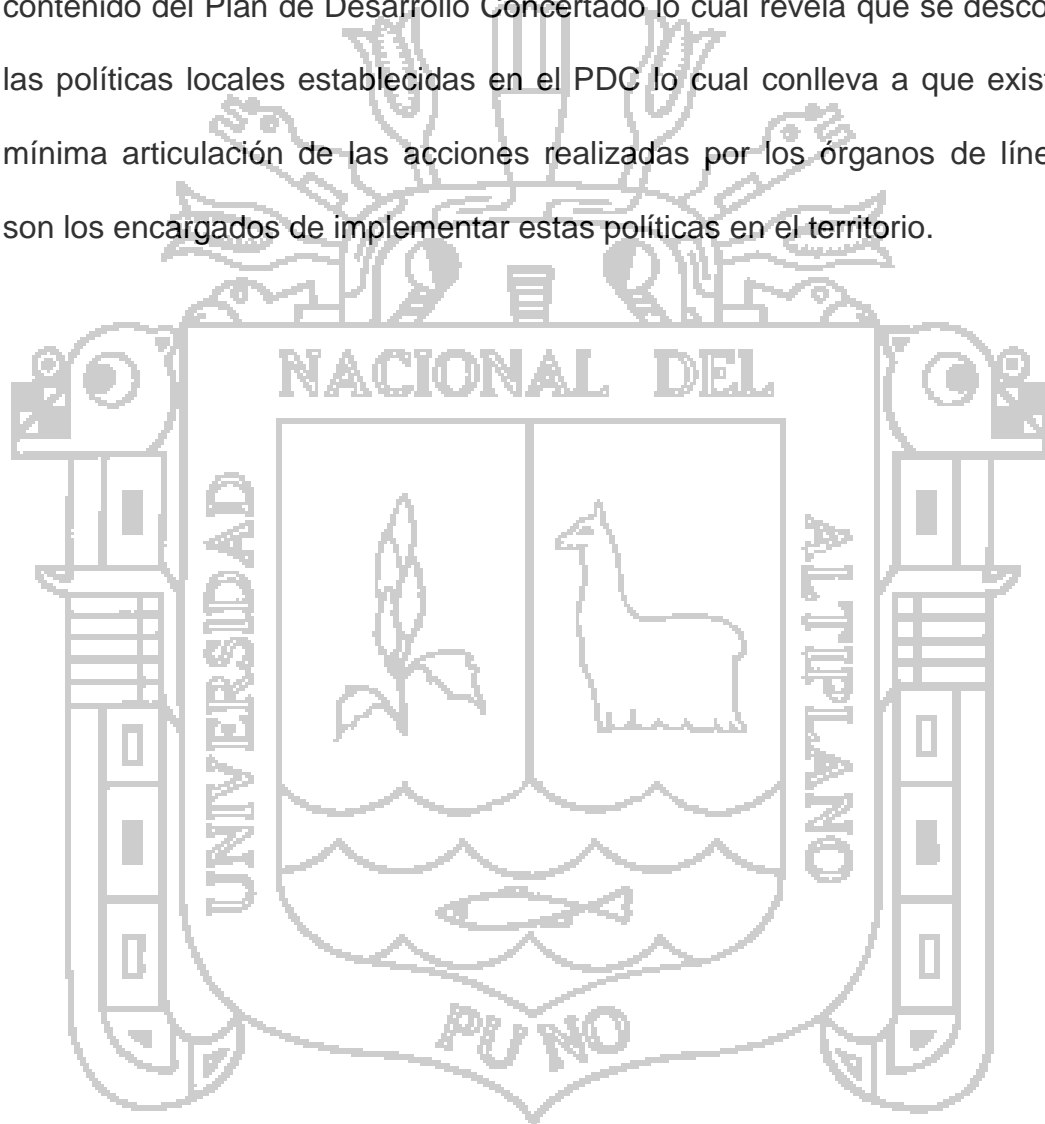 contenido del Plan de Desarrollo Concertado lo cual revela que se desco
las políticas locales establecidas en el PDC lo cual conlleva a que exist
mínima articulación de las acciones realizadas por los órganos de líne
son los encargados de implementar estas políticas en el territorio.
NACIONAL DEL
UNIVERSIDAD
ALTIPLANO
PUNO